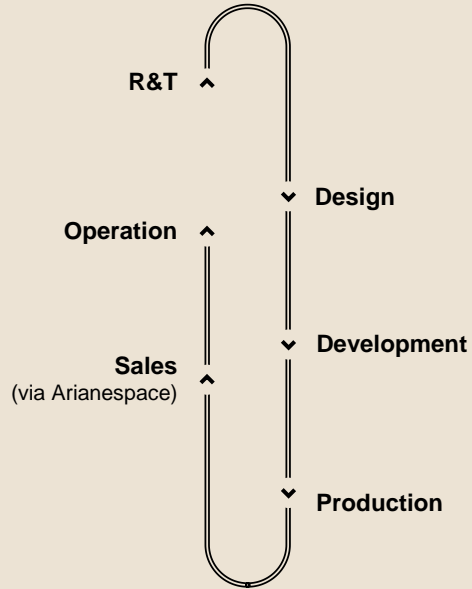 R&T
Design
Operation
Development
Sales
(via Arianespace)
Production